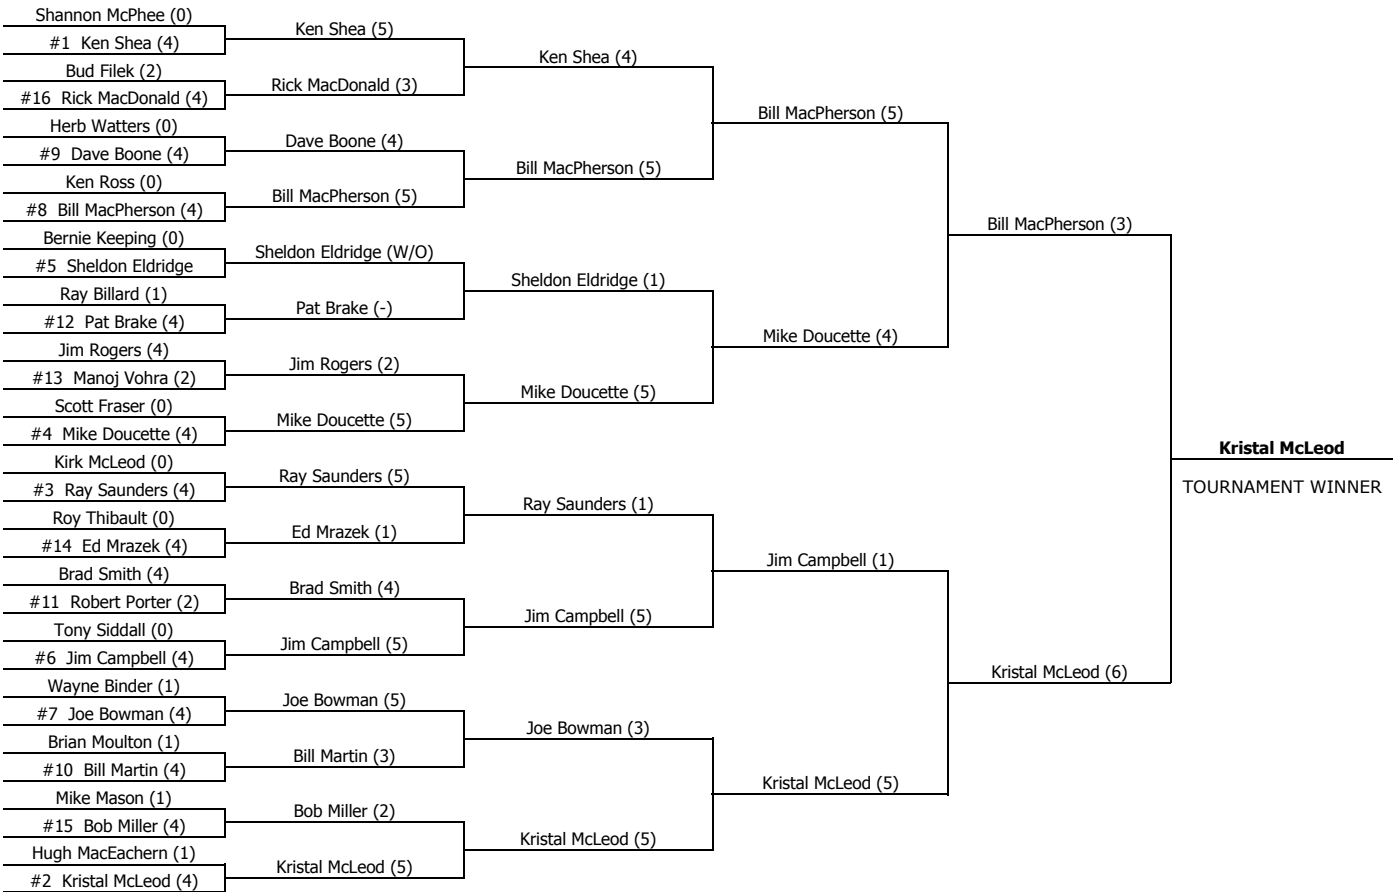 Shannon McPhee (0)
#1 Ken Shea (4)
Bud Filek (2)
#16 Rick MacDonald (4)
Herb Watters (0)
#9 Dave Boone (4)
Ken Ross (0)
#8 Bill MacPherson (4)
Bernie Keeping (0)
#5 Sheldon Eldridge
Ray Billard (1)
#12 Pat Brake (4)
Jim Rogers (4)
#13 Manoj Vohra (2)
Scott Fraser (0)
#4 Mike Doucette (4)
Kirk McLeod (0)
#3 Ray Saunders (4)
Roy Thibault (0)
#14 Ed Mrazek (4)
Brad Smith (4)
#11 Robert Porter (2)
Tony Siddall (0)
#6 Jim Campbell (4)
Wayne Binder (1)
#7 Joe Bowman (4)
Brian Moulton (1)
#10 Bill Martin (4)
Mike Mason (1)
#15 Bob Miller (4)
Hugh MacEachern (1)
#2 Kristal McLeod (4)
Ken Shea (5)
Rick MacDonald (3)
Dave Boone (4)
Bill MacPherson (5)
Sheldon Eldridge (W/O)
Pat Brake (-)
Jim Rogers (2)
Mike Doucette (5)
Ray Saunders (5)
Ed Mrazek (1)
Brad Smith (4)
Jim Campbell (5)
Joe Bowman (5)
Bill Martin (3)
Bob Miller (2)
Kristal McLeod (5)
Ken Shea (4)
Bill MacPherson (5)
Sheldon Eldridge (1)
Mike Doucette (5)
Ray Saunders (1)
Jim Campbell (5)
Joe Bowman (3)
Kristal McLeod (5)
Bill MacPherson (5)
Mike Doucette (4)
Jim Campbell (1)
Kristal McLeod (5)
Bill MacPherson (3)
Kristal McLeod (6)
Kristal McLeod
TOURNAMENT WINNER